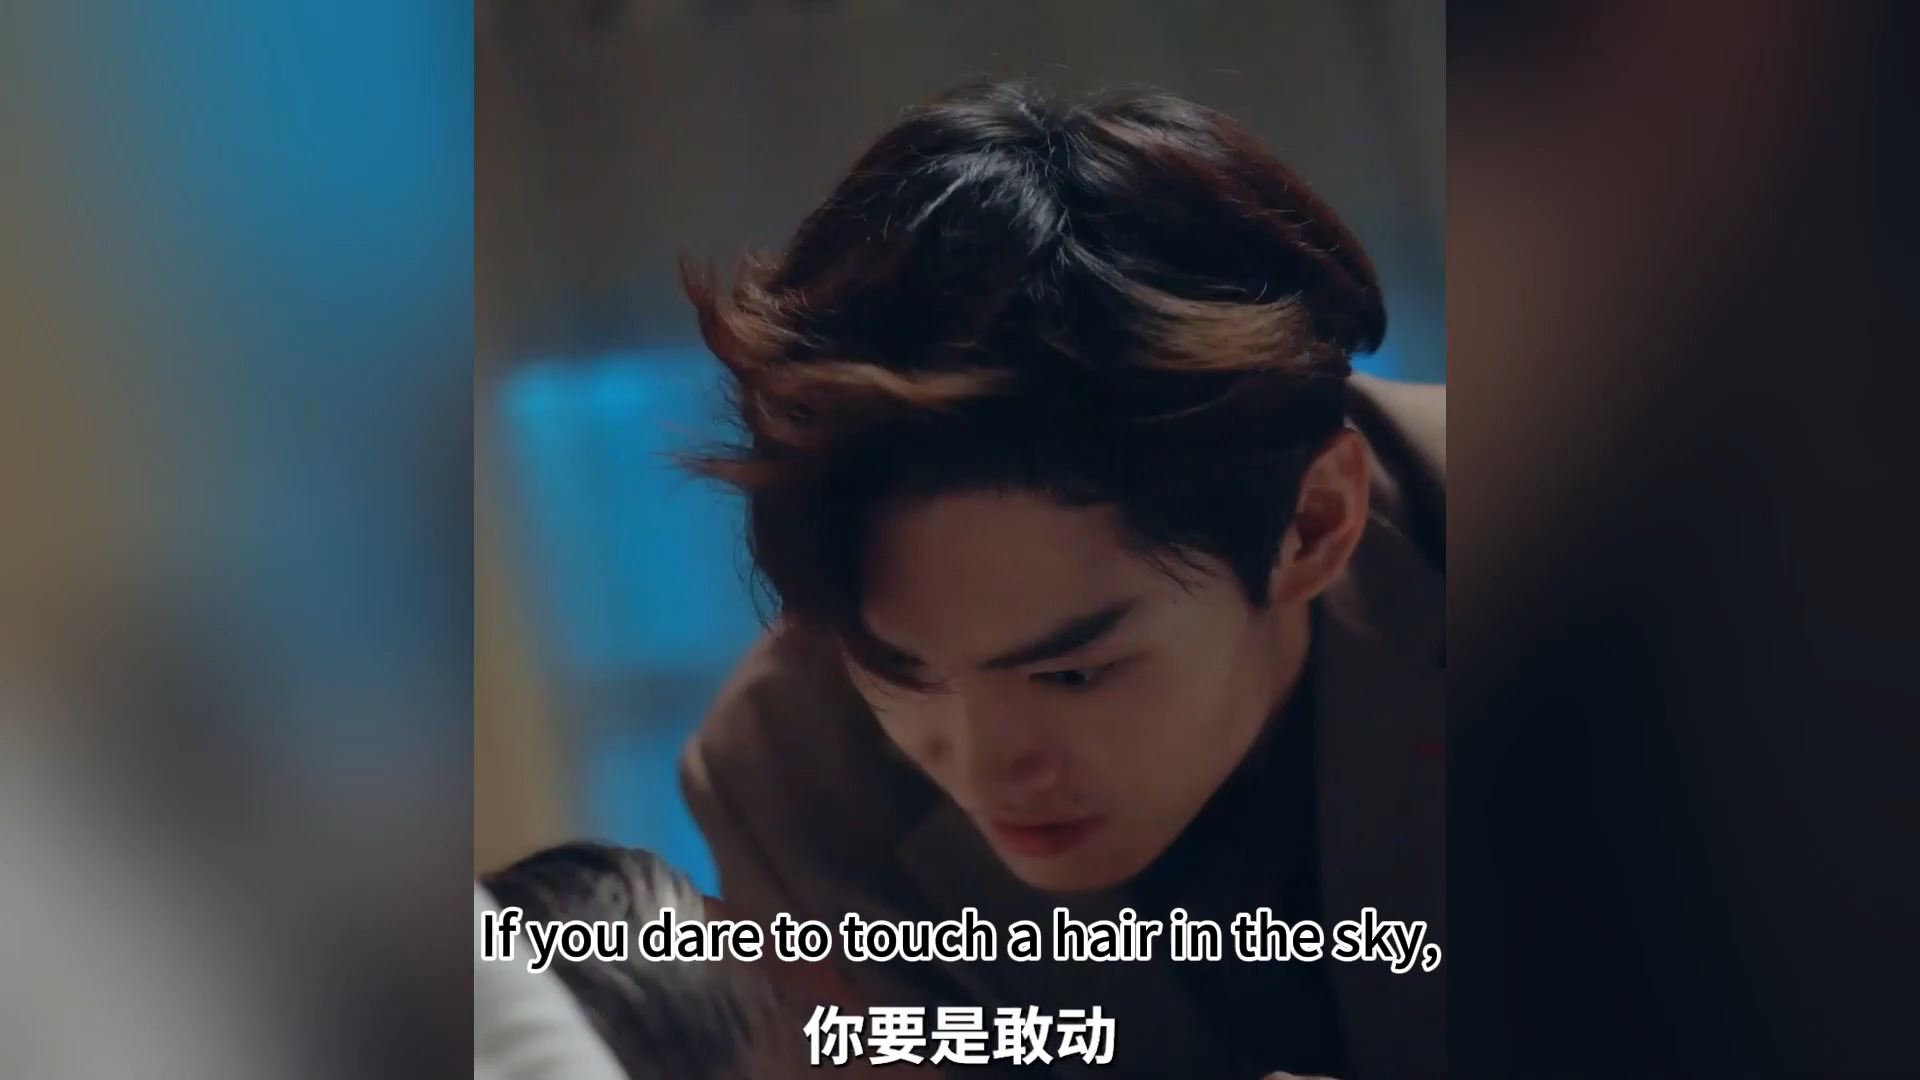 If you dare to touch a hair in the sky,
你要是敢动